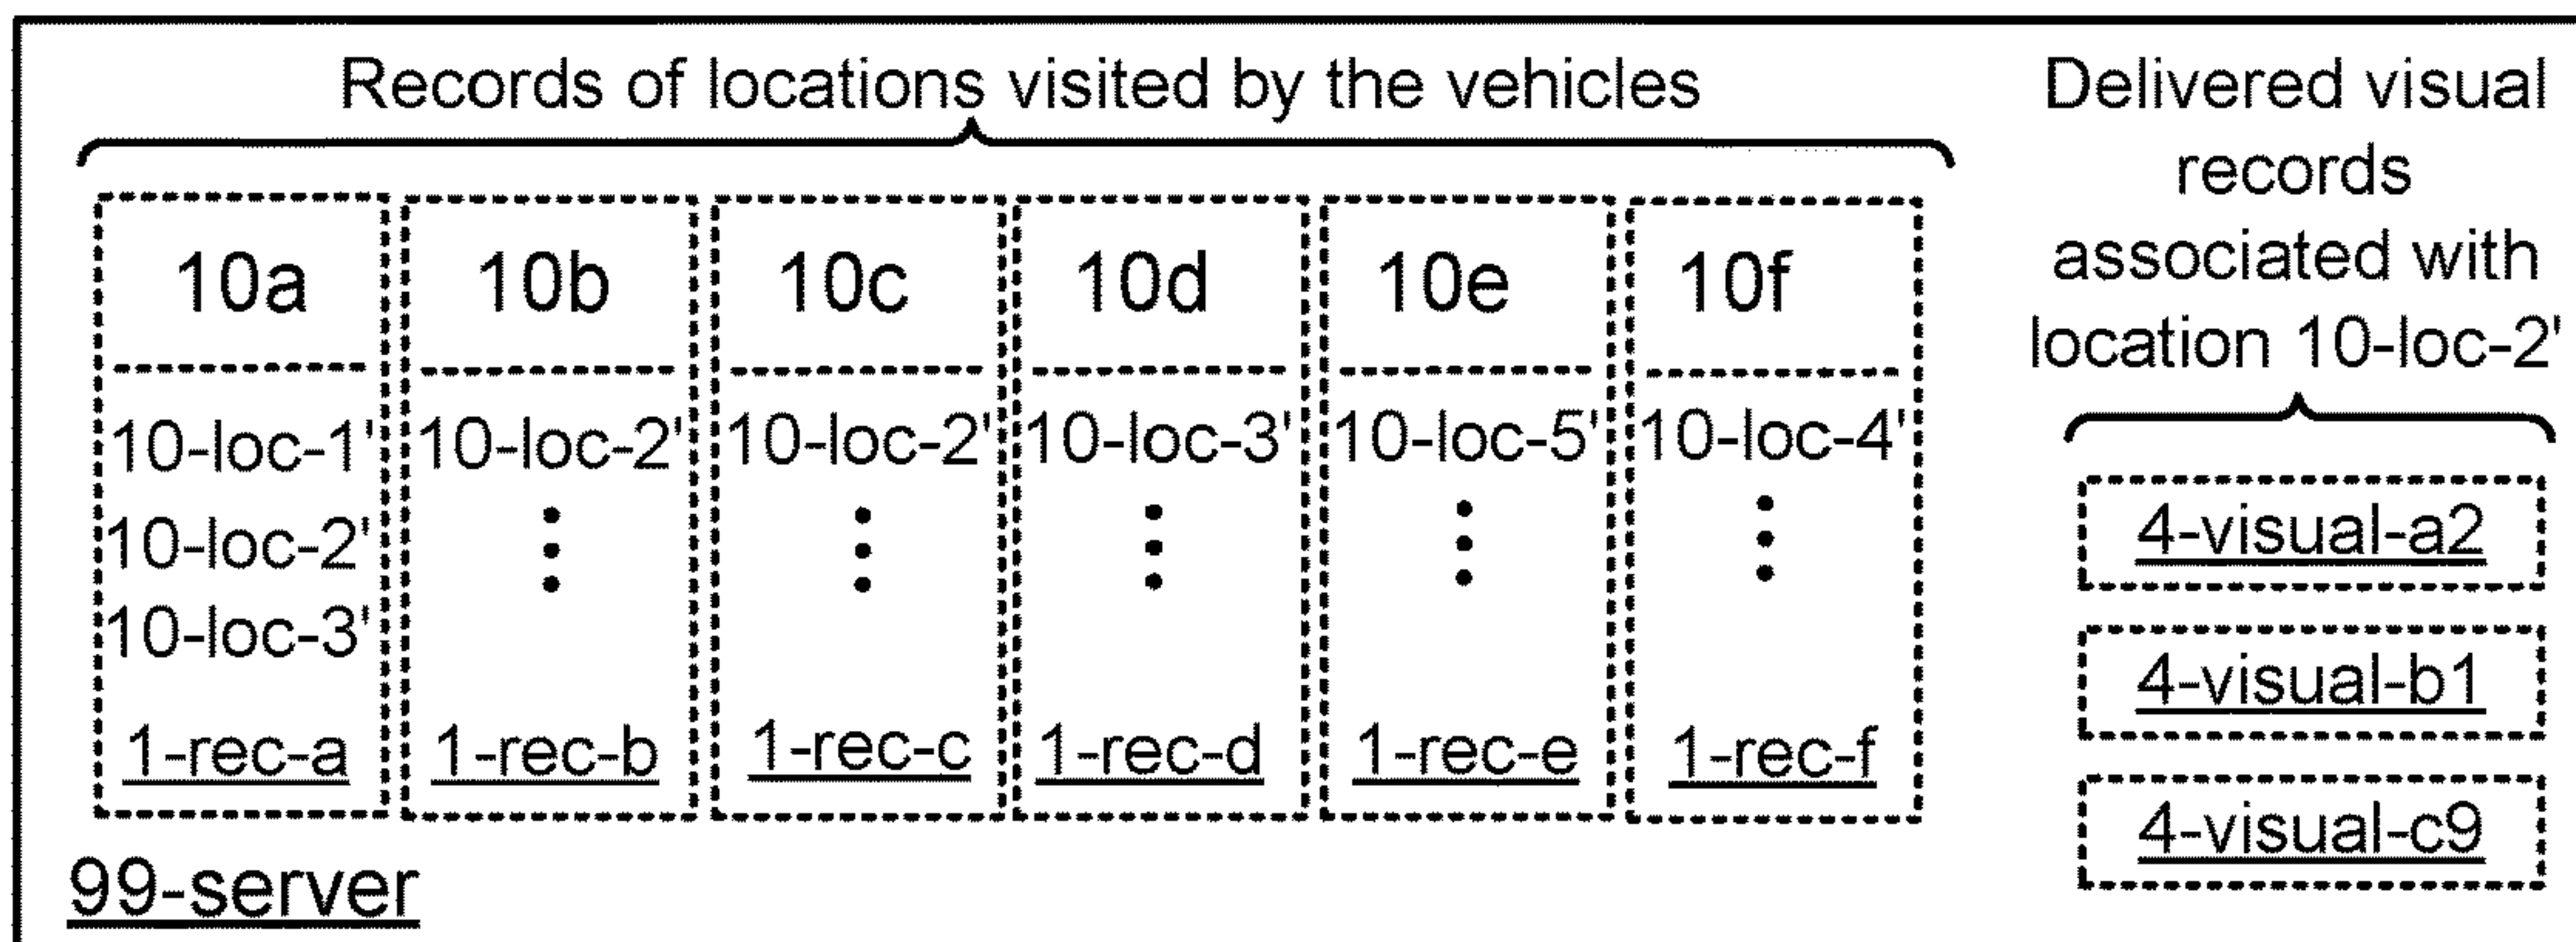 Records of locations visited by the vehicles
10a 10b 10c 10d 10e 10f
10-loc-1' 10-loc-2' 10-loc-2' 10-loc-3' 10-loc-5' 10-loc-4'
10-loc-2'
10-loc-3'
1-rec-a 1-rec-b 1-rec-c 1-rec-d 1-rec-e 1-rec-f
99-server
Delivered visual
records
associated with
location 10-loc-2'
4-visual-a2
4-visual-b1
4-visual-c9